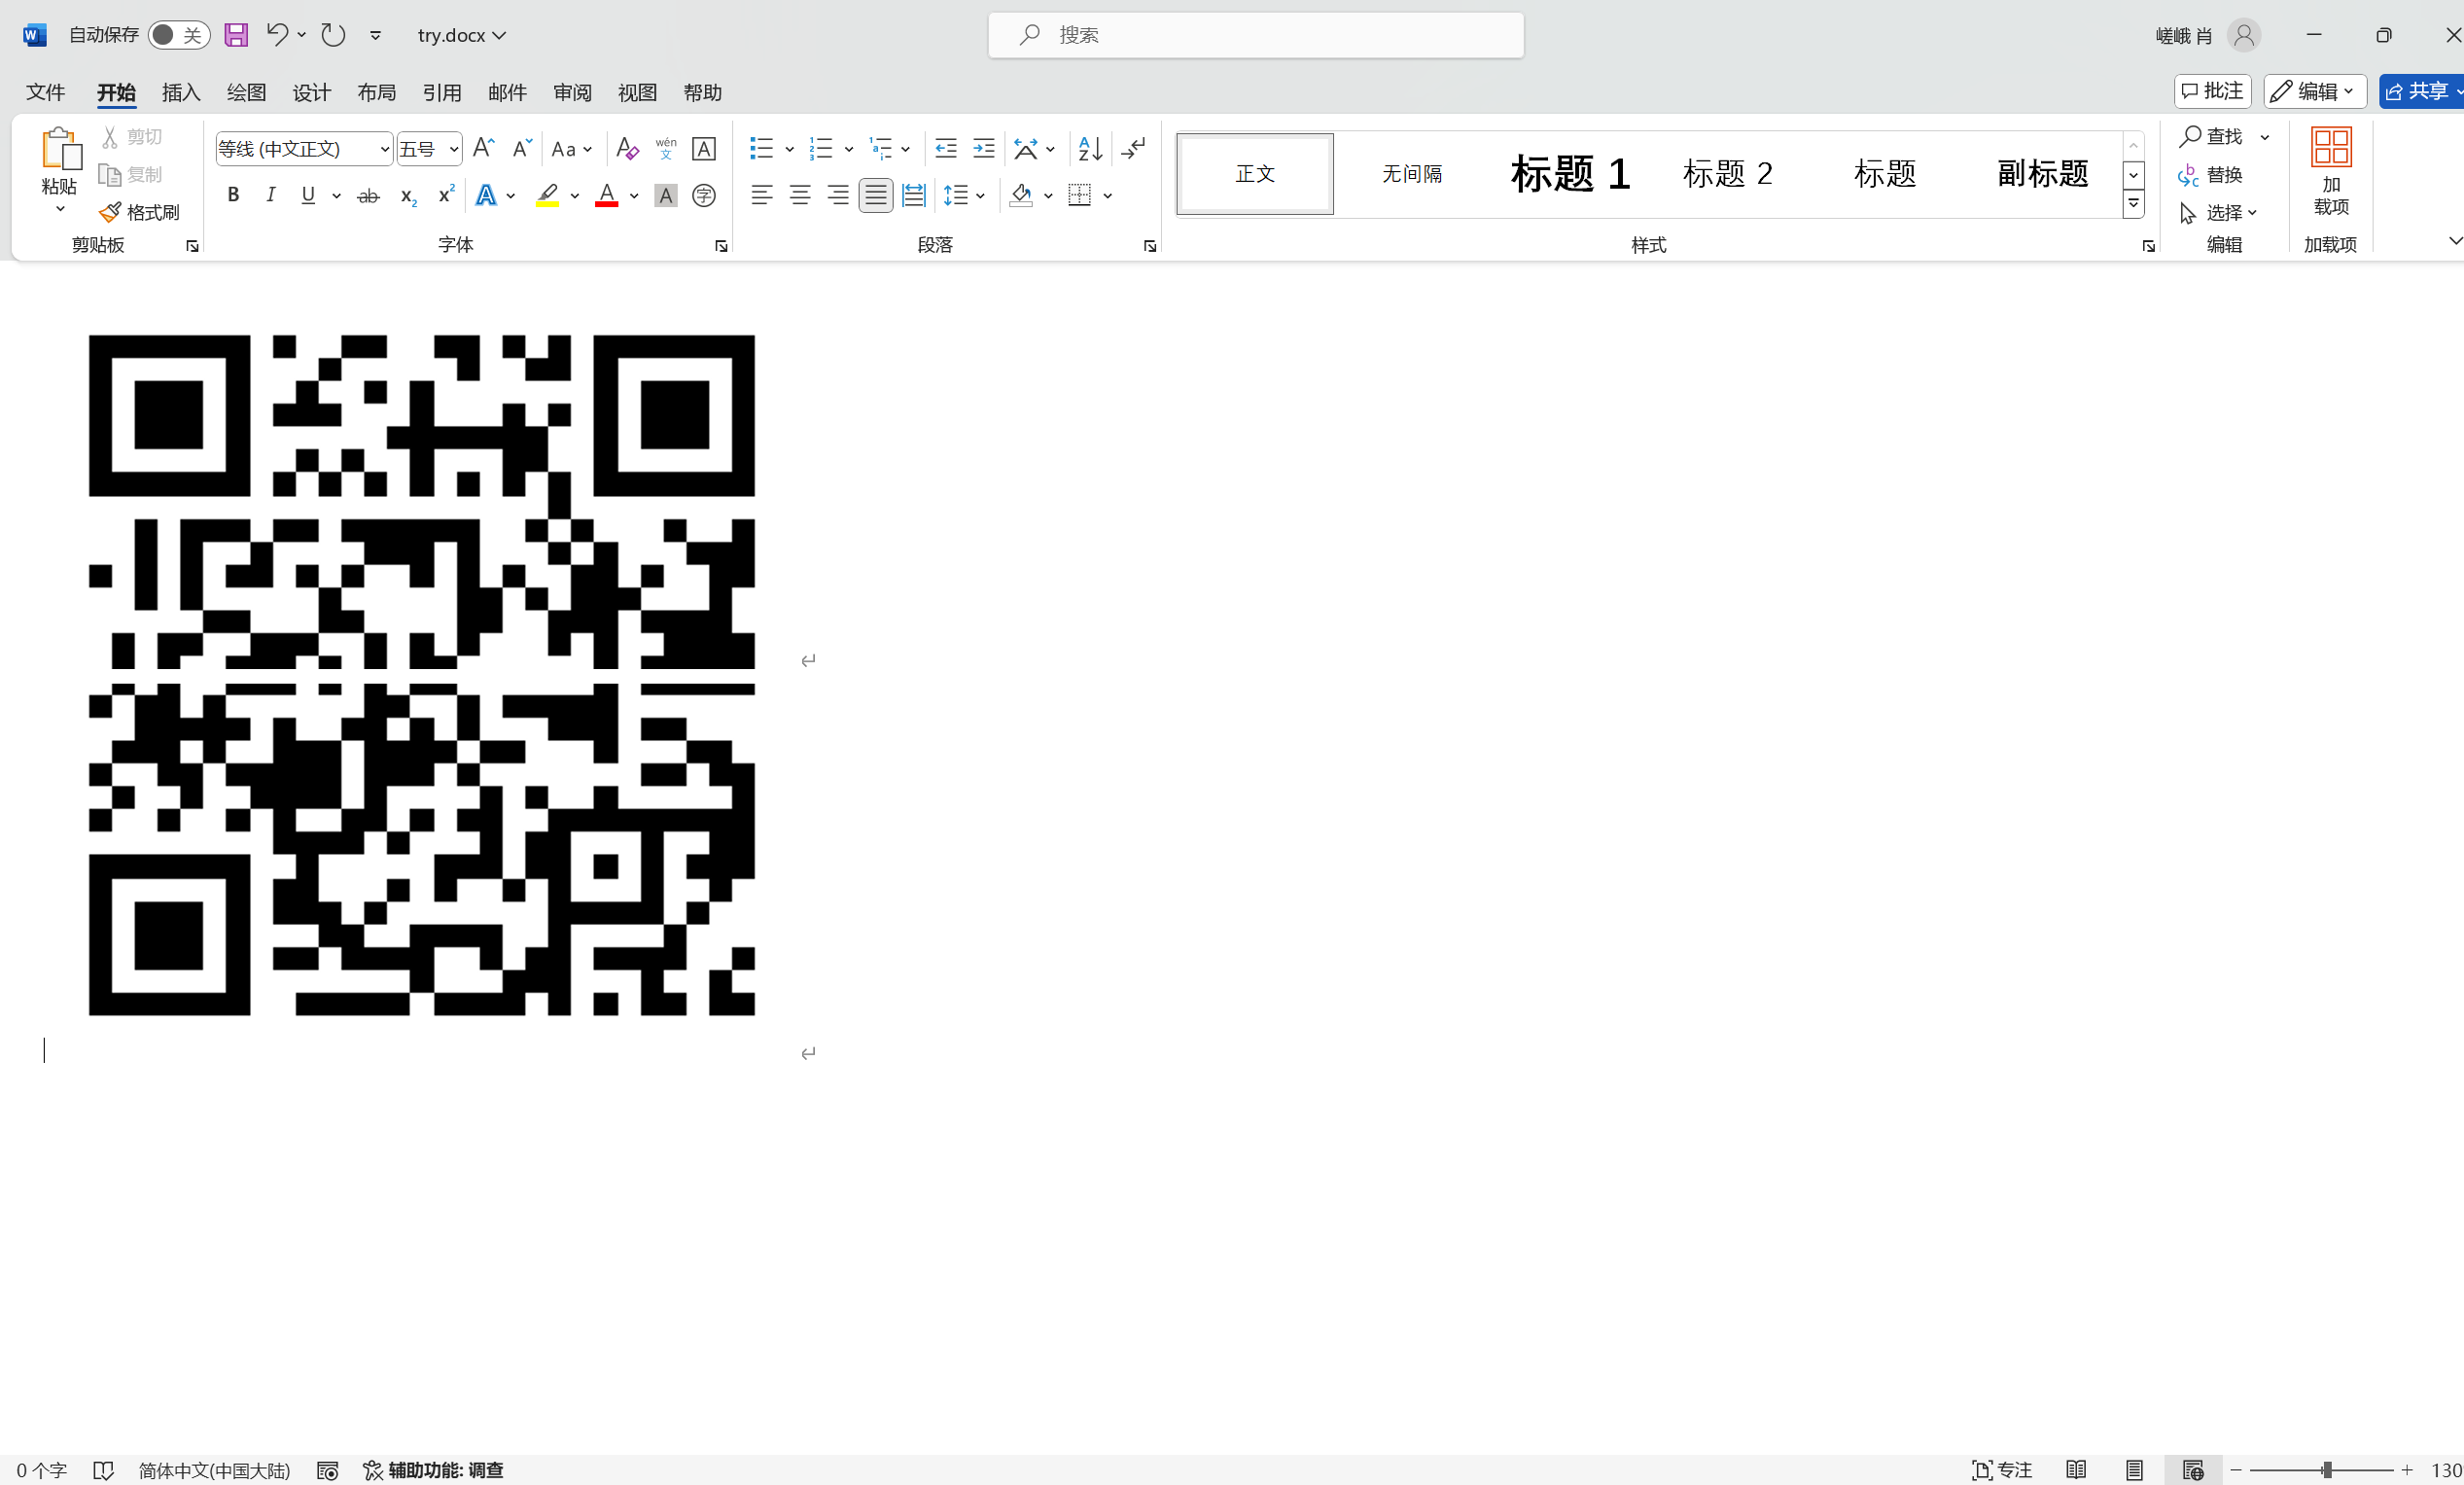 自动保存 关 try.docx 搜索 嵯峨 肖
文件 开始 插入 绘图 设计 布局 引用 邮件 审阅 视图 帮助 批注 编辑 共享
粘贴 剪切 复制 格式刷
剪贴板
等线 (中文正文) 五号 Aa wén 文 A
B I U ab x₂ x² A A A 字
字体
段落
正文 无间隔 标题 1 标题 2 标题 副标题
样式
查找
替换
选择
编辑
加
载项
加载项
0 个字 简体中文(中国大陆) 辅助功能: 调查 专注 130